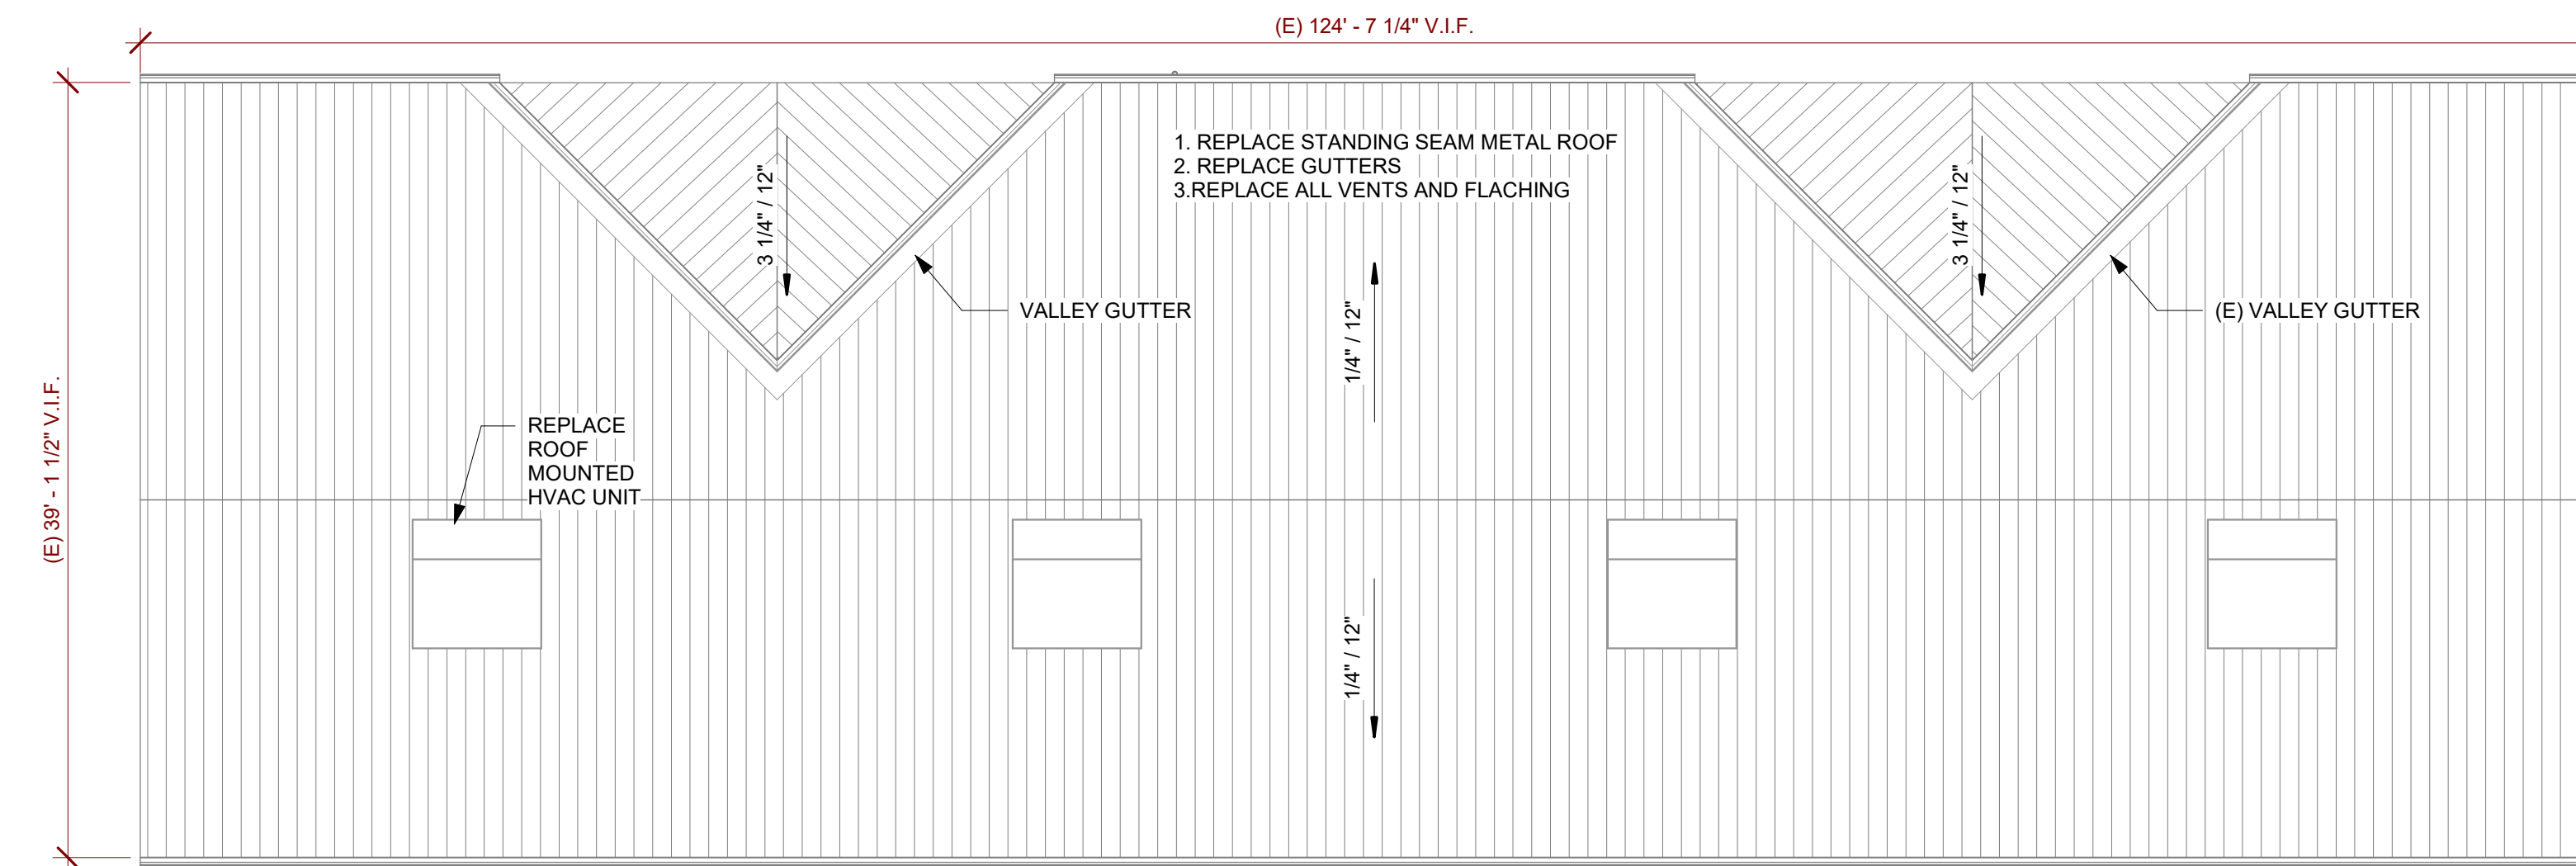 (E) 124' - 7 1/4" V.I.F.
1. REPLACE STANDING SEAM METAL ROOF
2. REPLACE GUTTERS
3.REPLACE ALL VENTS AND FLACHING
3 1/4" / 12"
3 1/4" / 12"
VALLEY GUTTER
(E) VALLEY GUTTER
1/4" / 12"
(E) 39' - 1 1/2" V.I.F.
REPLACE
ROOF
MOUNTED
HVAC UNIT
1/4" / 12"